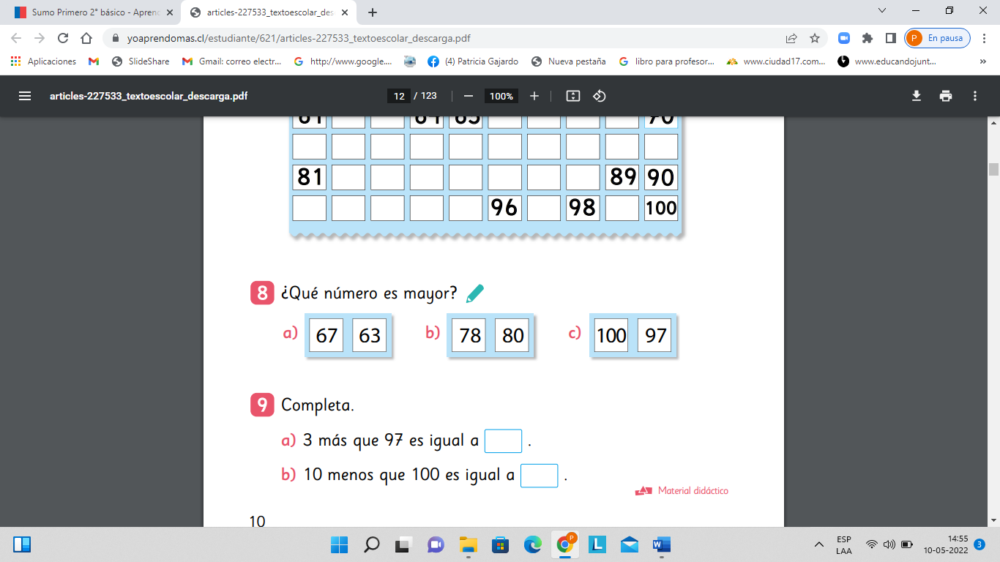 Sumo Primero 2° básico - Apren
articles-227533_textoescolar_des
yoaprendomas.cl/estudiante/621/articles-227533_textoescolar_descarga.pdf
P En pausa
Aplicaciones SlideShare Gmail: correo electr... http://www.google.... (4) Patricia Gajardo Nueva pestaña libro para profesor... www.ciudad17.com... www.educandojunt... »
articles-227533_textoescolar_descarga.pdf 12 / 123 100%
61 64 65 70
81 89 90
96 98 100
8 ¿Qué número es mayor?
a) 67 63 b) 78 80 c) 100 97
9 Completa.
a) 3 más que 97 es igual a .
b) 10 menos que 100 es igual a .
Material didáctico
10
ESP
LAA
14:55
10-05-2022
3